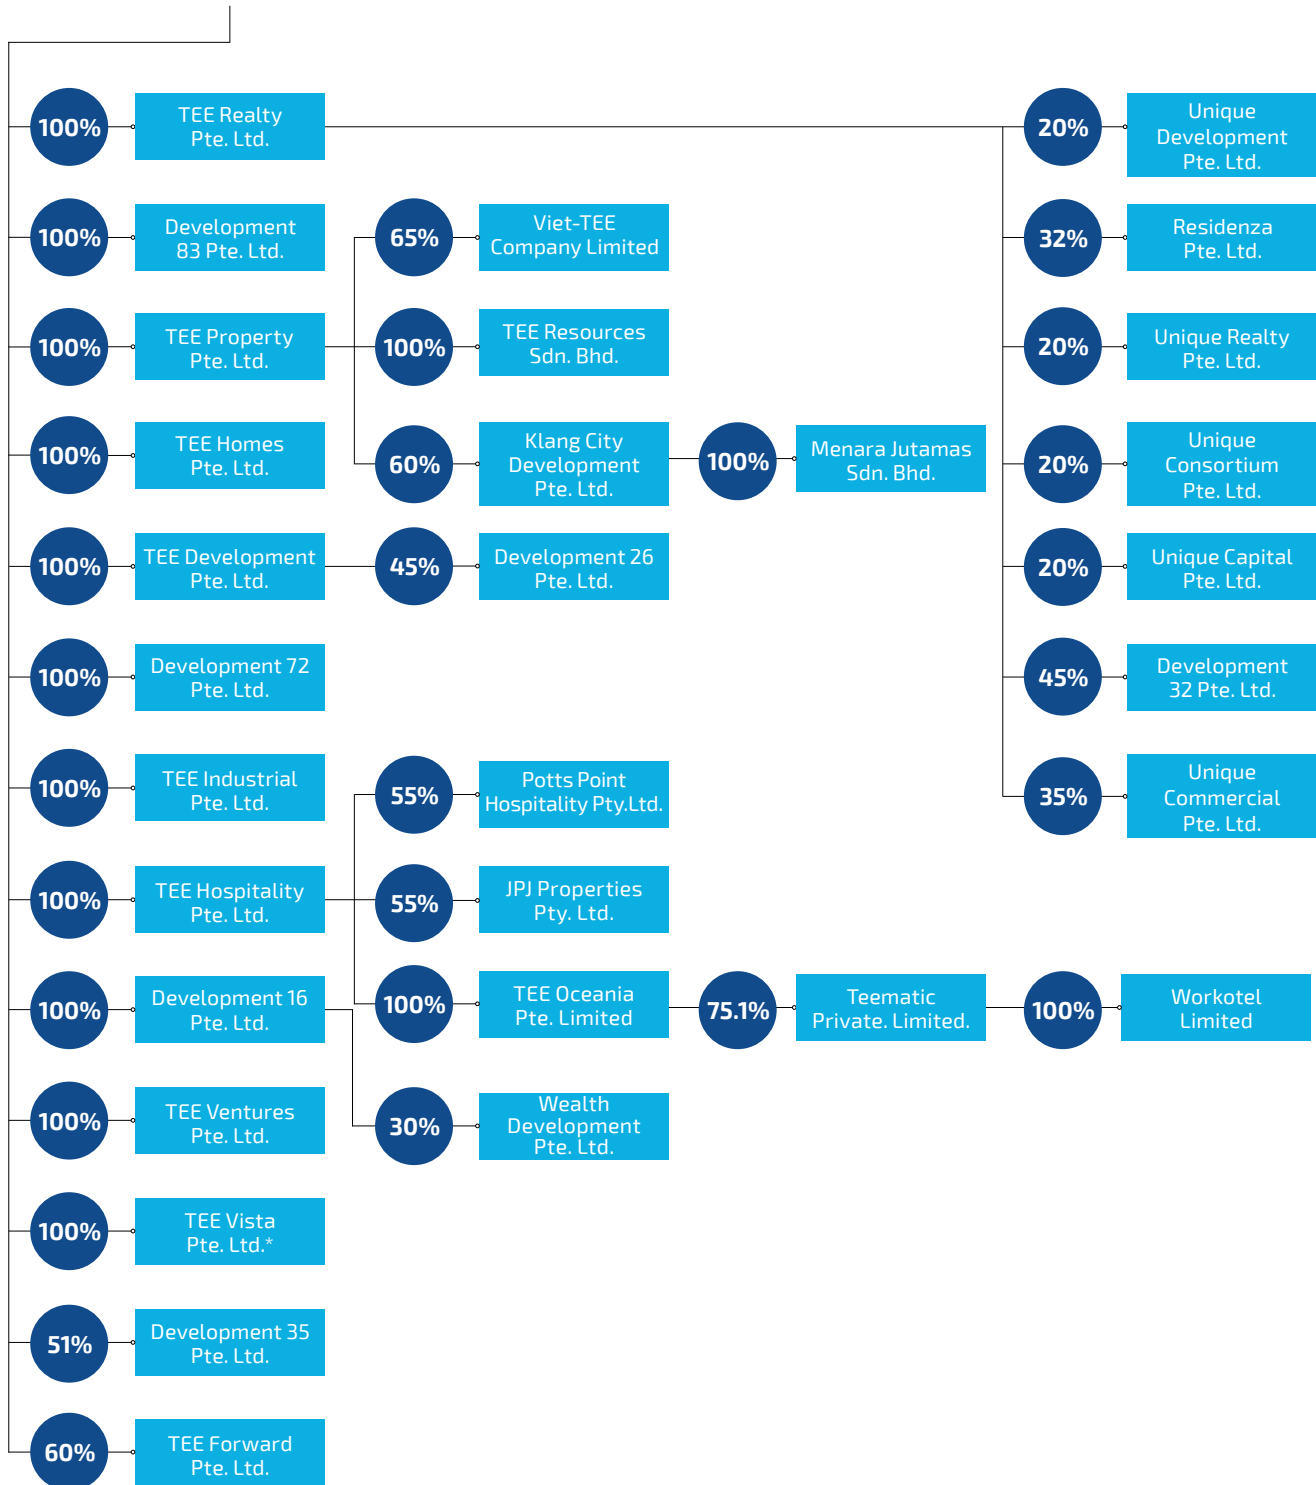 100%
TEE Realty
Pte. Ltd.
20%
Unique
Development
Pte. Ltd.
100%
Development
83 Pte. Ltd.
65%
Viet-TEE
Company Limited
32%
Residenza
Pte. Ltd.
100%
TEE Property
Pte. Ltd.
100%
TEE Resources
Sdn. Bhd.
20%
Unique Realty
Pte. Ltd.
100%
TEE Homes
Pte. Ltd.
60%
Klang City
Development
Pte. Ltd.
100%
Menara Jutamas
Sdn. Bhd.
20%
Unique
Consortium
Pte. Ltd.
100%
TEE Development
Pte. Ltd.
45%
Development 26
Pte. Ltd.
20%
Unique Capital
Pte. Ltd.
100%
Development 72
Pte. Ltd.
45%
Development
32 Pte. Ltd.
100%
TEE Industrial
Pte. Ltd.
55%
Potts Point
Hospitality Pty.Ltd.
35%
Unique
Commercial
Pte. Ltd.
100%
TEE Hospitality
Pte. Ltd.
55%
JPJ Properties
Pty. Ltd.
100%
Development 16
Pte. Ltd.
100%
TEE Oceania
Pte. Limited
75.1%
Teematic
Private. Limited.
100%
Workotel
Limited
100%
TEE Ventures
Pte. Ltd.
30%
Wealth
Development
Pte. Ltd.
100%
TEE Vista
Pte. Ltd.*
51%
Development 35
Pte. Ltd.
60%
TEE Forward
Pte. Ltd.